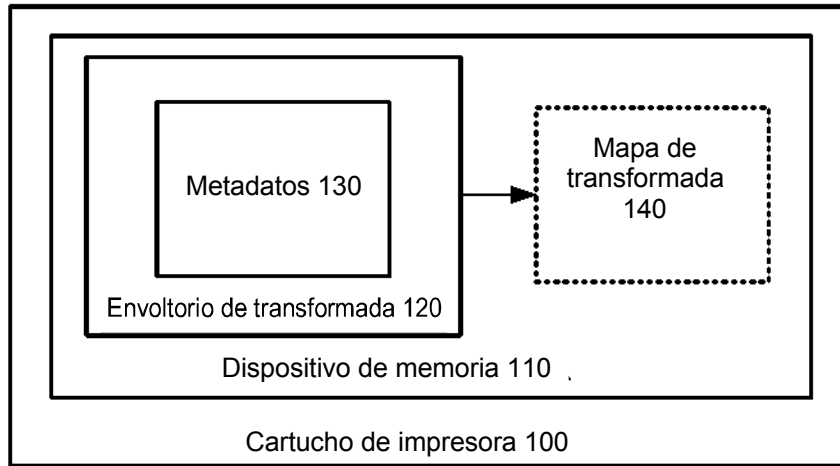 Metadatos 130
Mapa de
transformada
140
Envoltorio de transformada 120
Dispositivo de memoria 110
Cartucho de impresora 100